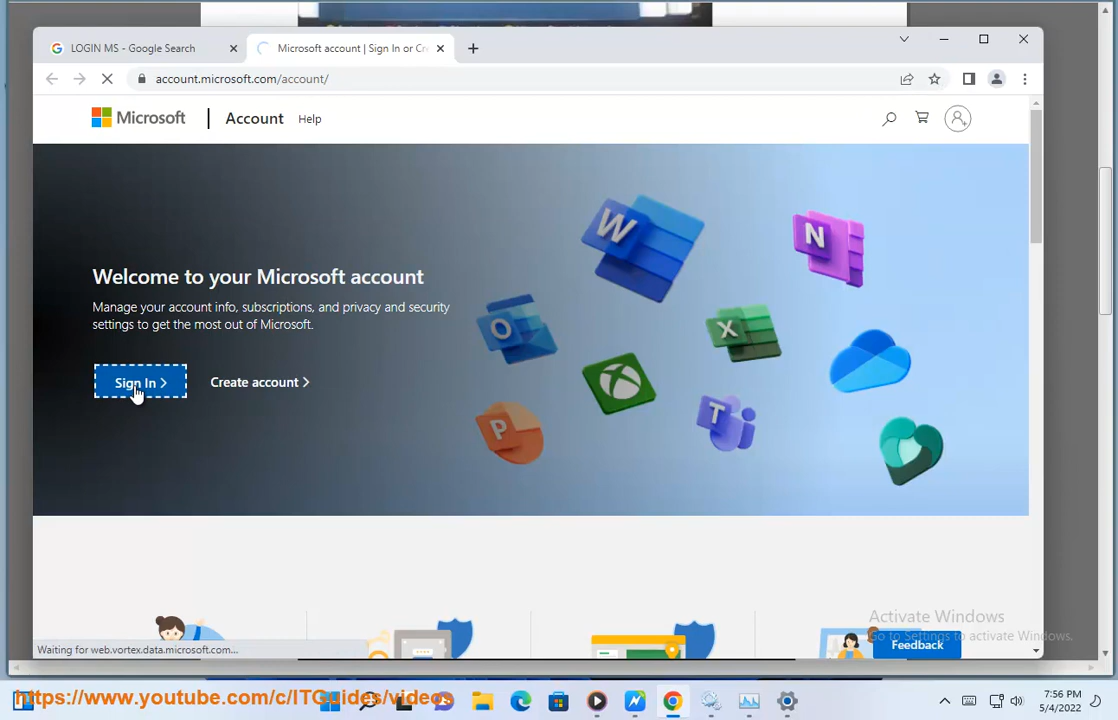 LOGIN MS - Google Search
Microsoft account | Sign In or Cr
account.microsoft.com/account/
Microsoft
Account
Help
W
N
O
X
P
T
Welcome to your Microsoft account
Manage your account info, subscriptions, and privacy and security
settings to get the most out of Microsoft.
Sign In >
Create account >
Activate Windows
Go to Settings to activate Windows.
Feedback
Waiting for web.vortex.data.microsoft.com...
https://www.youtube.com/c/ITGuides/videos
7:56 PM
5/4/2022